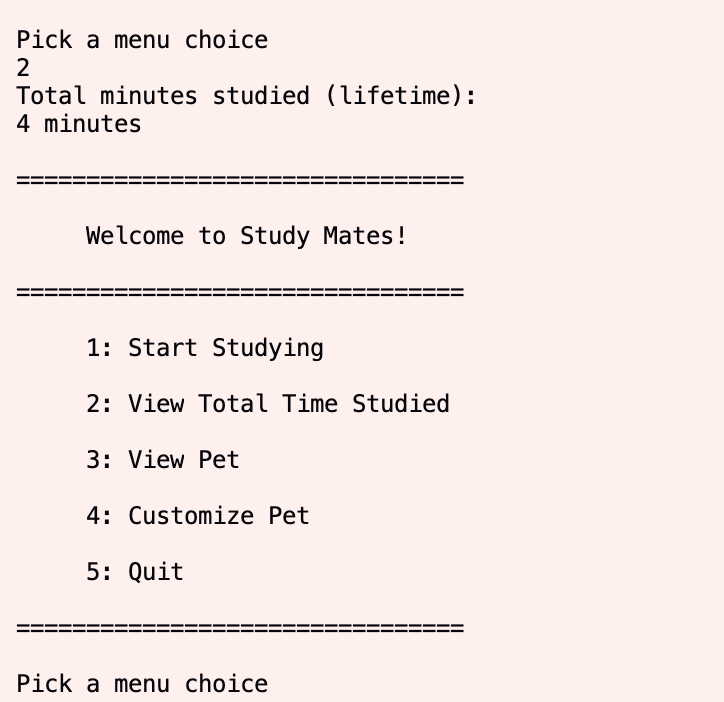 Pick a menu choice
2
Total minutes studied (lifetime):
4 minutes
================================
Welcome to Study Mates!
================================
1: Start Studying
2: View Total Time Studied
3: View Pet
4: Customize Pet
5: Quit
================================
Pick a menu choice